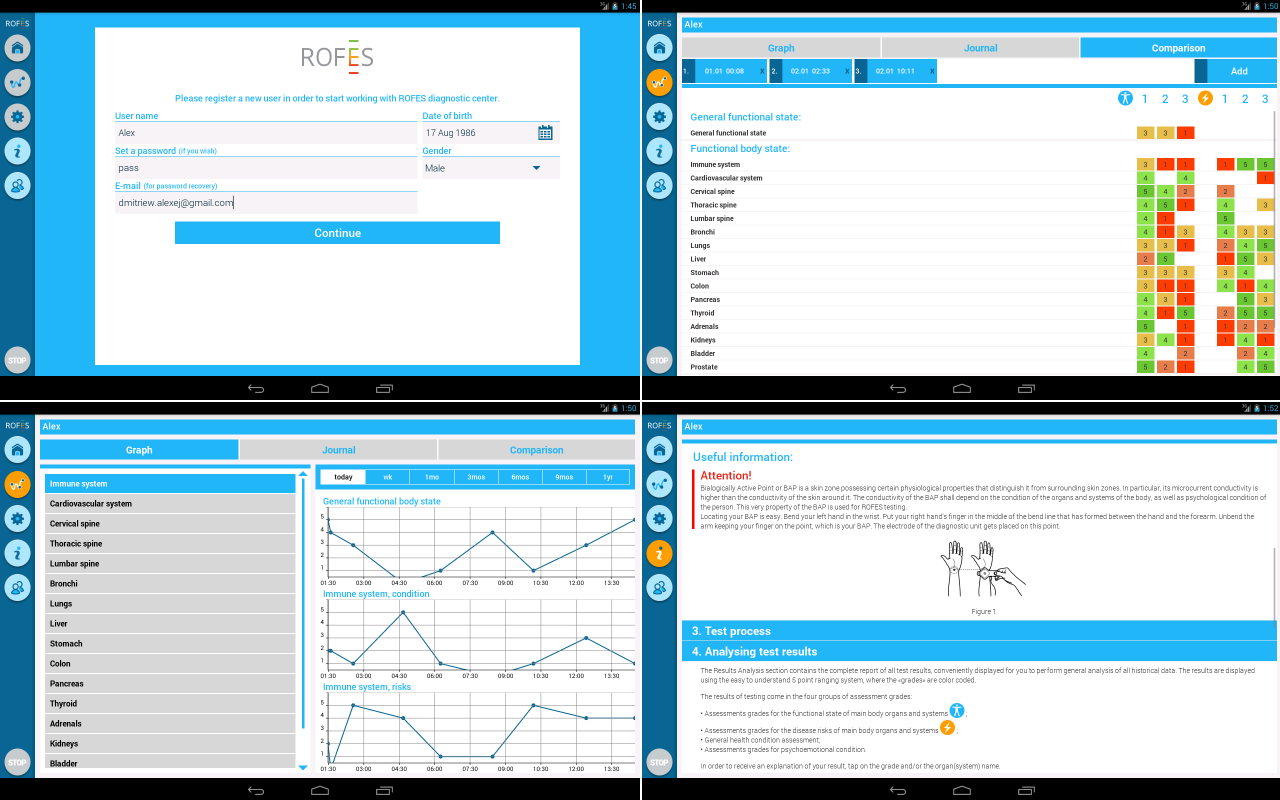 1:45
ROFES
ROFES
Please register a new user in order to start working with ROFES diagnostic center.
User name
Date of birth
Alex
17 Aug 1986
Set a password (if you wish)
Gender
pass
Male
E-mail (for password recovery)
dmitriew.alexej@gmail.com
Continue
STOP
1:50
ROFES
Alex
Graph
Journal
Comparison
1. 01.01 00:08 X
2. 02.01 02:33 X
3. 02.01 10:11 X
Add
1 2 3 1 2 3
General functional state:
General functional state 3 3 1
Functional body state:
Immune system 3 1 1 1 5 5
Cardiovascular system 4 4 1
Cervical spine 5 4 2 2
Thoracic spine 4 5 1 4 3
Lumbar spine 4 1 5
Bronchi 4 1 3 4 3 3
Lungs 3 3 1 2 4 5
Liver 2 5 1 5 3
Stomach 3 3 3 3 4
Colon 3 1 1 4 1 4
Pancreas 4 3 1 5 3
Thyroid 4 1 5 2 5 5
Adrenals 5 1 1 2 2
Kidneys 3 4 1 1 4 1
Bladder 4 2 2 4
Prostate 5 2 1 4 5
STOP
1:50
ROFES
Alex
Graph
Journal
Comparison
Immune system
Cardiovascular system
Cervical spine
Thoracic spine
Lumbar spine
Bronchi
Lungs
Liver
Stomach
Colon
Pancreas
Thyroid
Adrenals
Kidneys
Bladder
today wk 1mo 3mos 6mos 9mos 1yr
General functional body state
5
4
3
2
1
01:30 03:00 04:30 06:00 07:30 09:00 10:30 12:00 13:30
Immune system, condition
5
4
3
2
1
01:30 03:00 04:30 06:00 07:30 09:00 10:30 12:00 13:30
Immune system, risks
5
4
3
2
1
01:30 03:00 04:30 06:00 07:30 09:00 10:30 12:00 13:30
STOP
1:52
ROFES
Alex
Useful information:
Attention!
Bialogically Active Point or BAP is a skin zone possessing certain physiological properties that distinguish it from surrounding skin zones. In particular, its microcurrent conductivity is
higher than the conductivity of the skin around it. The conductivity of the BAP shall depend on the condition of the organs and systems of the body, as well as psychological condition of
the person. This very property of the BAP is used for ROFES testing.
Locating your BAP is easy. Bend your left hand in the wrist. Put your right hand's finger in the middle of the bend line that has formed between the hand and the forearm. Unbend the
arm keeping your finger on the point, which is your BAP. The electrode of the diagnostic unit gets placed on this point.
Figure 1
3. Test process
4. Analysing test results
The Results Analysis section contains the complete report of all test results, conveniently displayed for you to perform general analysis of all historical data. The results are displayed
using the easy to understand 5 point ranging system, where the «grades» are color coded.
The results of testing come in the four groups of assessment grades:
• Assessments grades for the functional state of main body organs and systems ;
• Assessments grades for the disease risks of main body organs and systems ;
• General health condition assessment;
• Assessments grades for psychoemotional condition.
In order to receive an explanation of your result, tap on the grade and/or the organ(system) name.
STOP